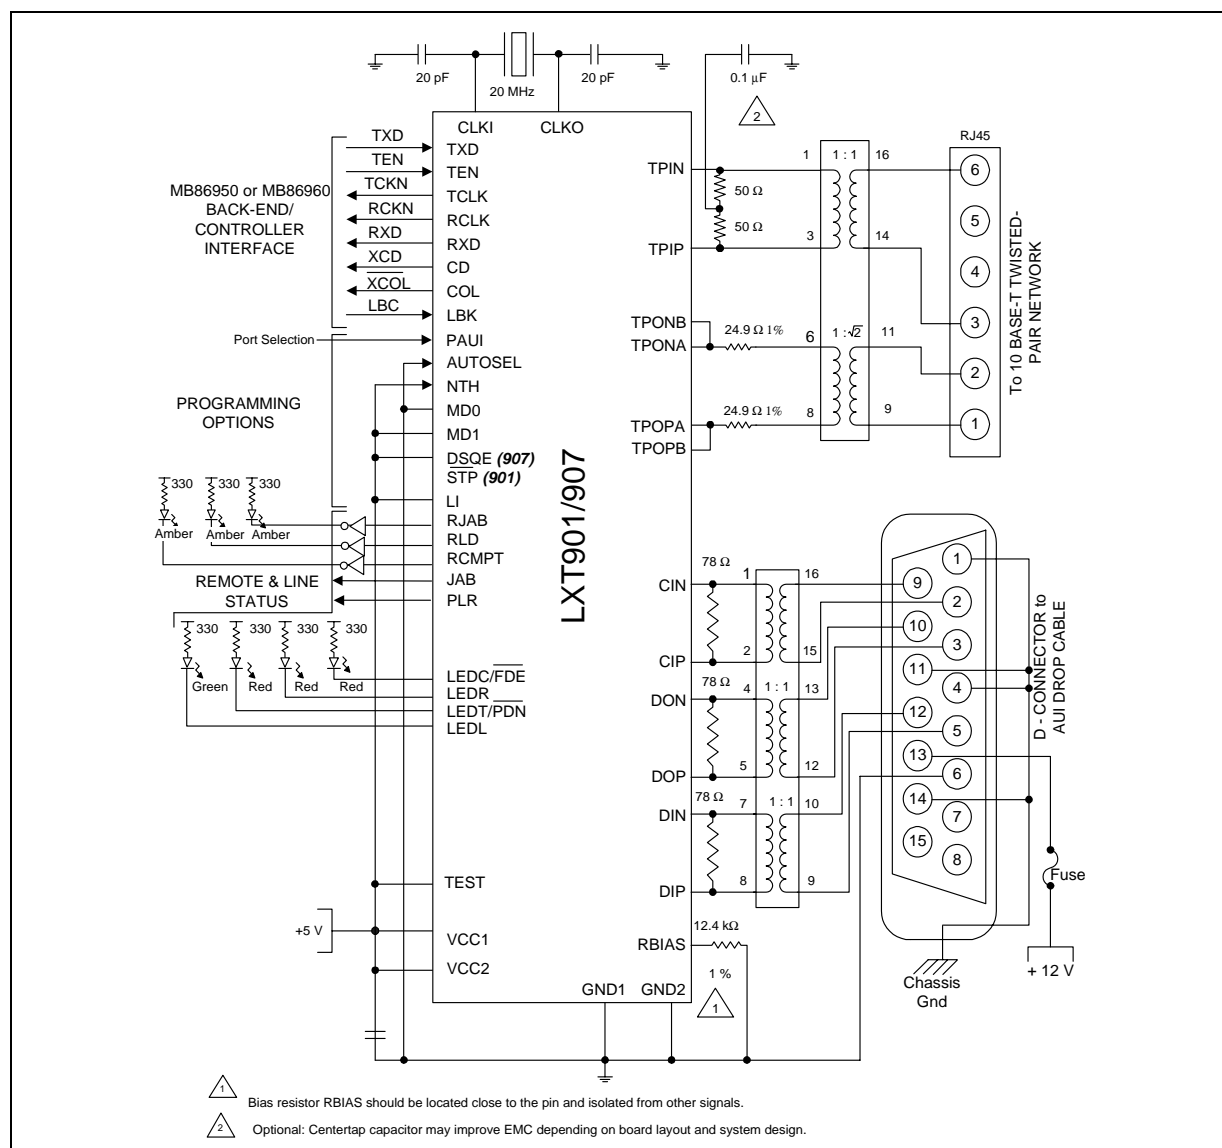 20 pF
20 MHz
20 pF
0.1 µF
2
CLKI
CLKO
MB86950 or MB86960
BACK-END/
CONTROLLER
INTERFACE
TXD
TEN
TCKN
RCKN
RXD
XCD
XCOL
LBC
TXD
TEN
TCLK
RCLK
RXD
CD
COL
LBK
Port Selection
PAUI
AUTOSEL
NTH
MD0
MD1
DSQE (907)
STP (901)
LI
PROGRAMMING
OPTIONS
330
330
330
Amber
Amber
Amber
RJAB
RLD
RCMPT
JAB
PLR
REMOTE & LINE
STATUS
330
330
330
330
Green
Red
Red
Red
LEDC/FDE
LEDR
LEDT/PDN
LEDL
TEST
+5 V
VCC1
VCC2
LXT901/907
TPIN
50 Ω
50 Ω
TPIP
TPONB
TPONA
24.9 Ω 1%
TPOPA
TPOPB
24.9 Ω 1%
1
1 : 1
16
3
14
6
1 : √2
11
8
9
RJ45
6
5
4
3
2
1
To 10 BASE-T TWISTED-
PAIR NETWORK
CIN
78 Ω
CIP
DON
78 Ω
DOP
DIN
78 Ω
DIP
1
16
2
15
4
1 : 1
13
5
12
7
1 : 1
10
8
9
1
9
2
10
3
11
4
12
5
13
6
14
7
15
8
D - CONNECTOR to
AUI DROP CABLE
Fuse
+ 12 V
Chassis
Gnd
RBIAS
12.4 kΩ
1 %
1
GND1
GND2
1
Bias resistor RBIAS should be located close to the pin and isolated from other signals.
2
Optional: Centertap capacitor may improve EMC depending on board layout and system design.